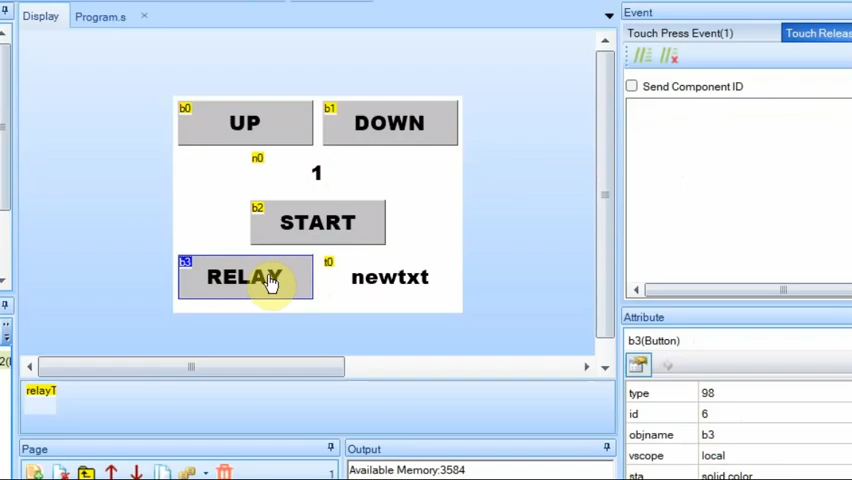 Display
Program.s
Event
Touch Press Event(1)
Touch Releas
Send Component ID
b0
UP
b1
DOWN
n0
1
b2
START
b3
RELAY
t0
newtxt
Attribute
b3(Button)
type 98
id 6
objname b3
vscope local
sta solid color
relayT
Page
1
Output
Available Memory:3584